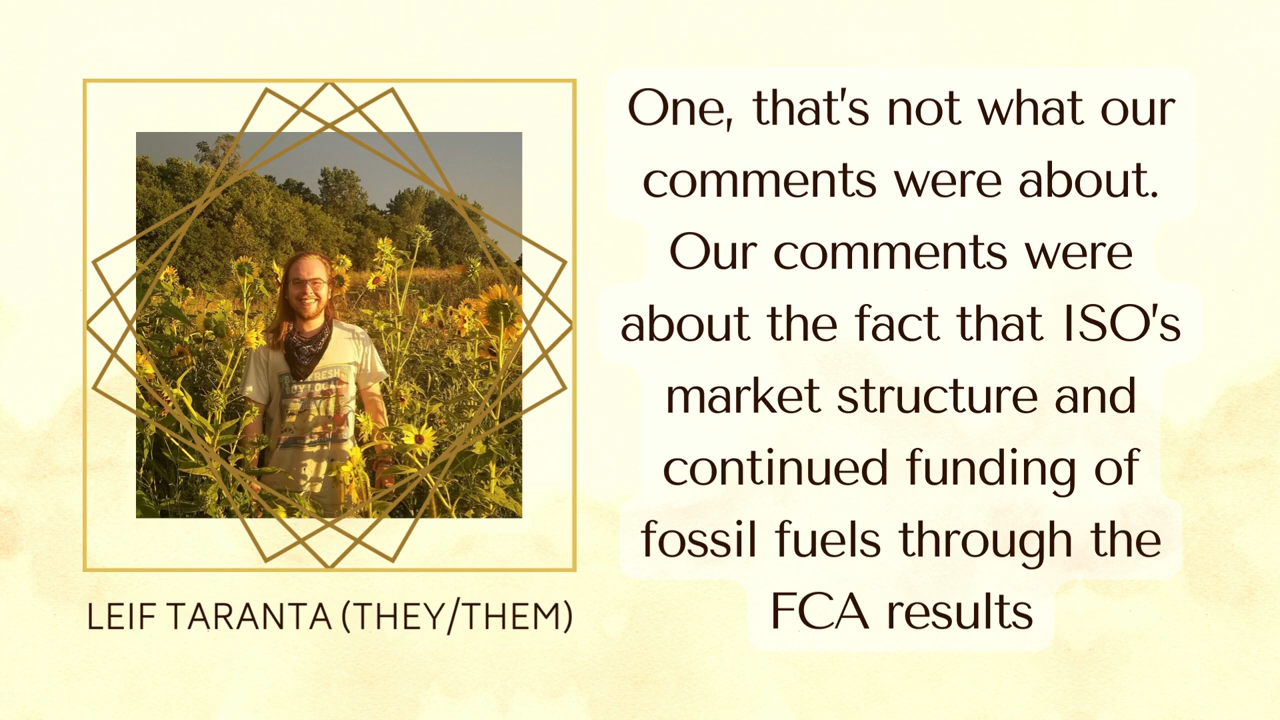 One, that's not what our
comments were about.
Our comments were
about the fact that ISO's
market structure and
continued funding of
fossil fuels through the
FCA results
LEIF TARANTA (THEY/THEM)